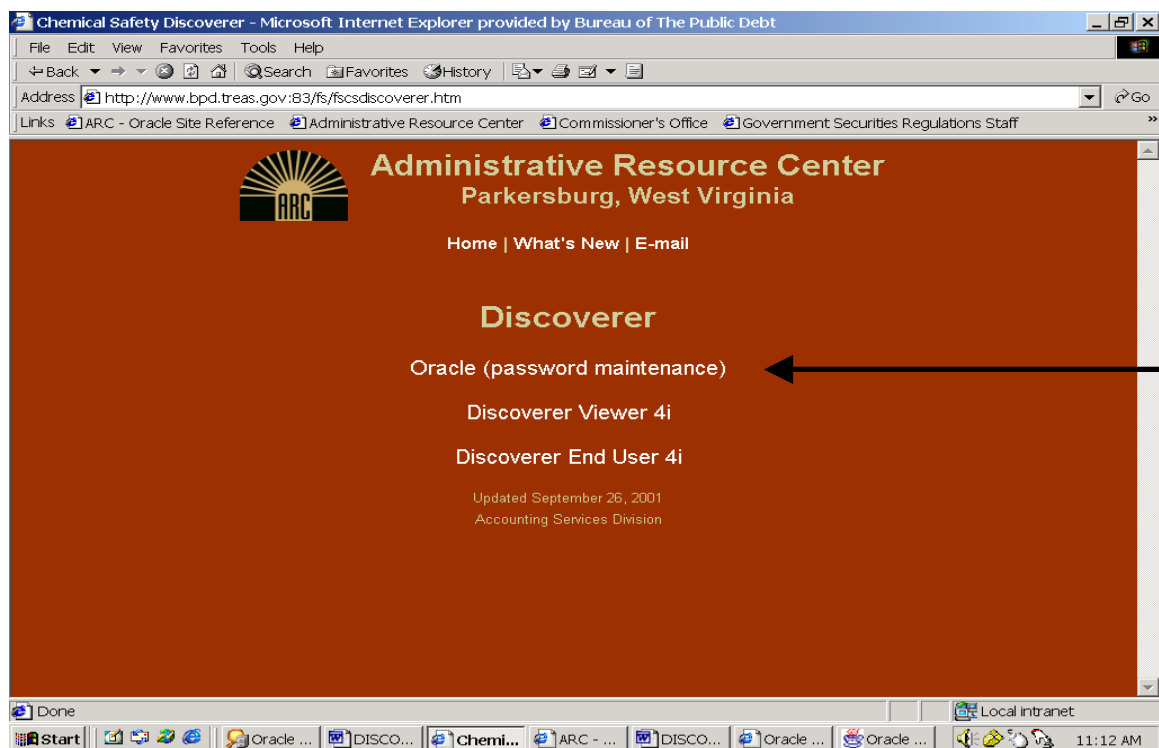 Chemical Safety Discoverer - Microsoft Internet Explorer provided by Bureau of The Public Debt
File Edit View Favorites Tools Help
Back Search Favorites History
Address http://www.bpd.treas.gov:83/fs/fscsdiscoverer.htm Go
Links ARC - Oracle Site Reference Administrative Resource Center Commissioner's Office Government Securities Regulations Staff »
ARC
Administrative Resource Center
Parkersburg, West Virginia
Home | What's New | E-mail
Discoverer
Oracle (password maintenance)
Discoverer Viewer 4i
Discoverer End User 4i
Updated September 26, 2001
Accounting Services Division
Done Local intranet
Start Oracle ... DISCO... Chemi... ARC - ... DISCO... Oracle ... Oracle ... 11:12 AM